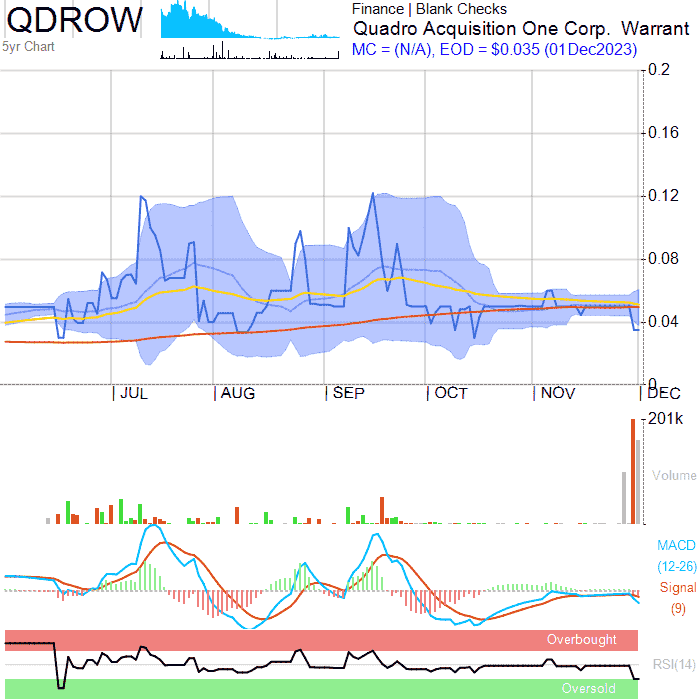 QDROW
5yr Chart
Finance | Blank Checks
Quadro Acquisition One Corp. Warrant
MC = (N/A), EOD = $0.035 (01Dec2023)
0.2
0.16
0.12
0.08
0.04
0
JUL AUG SEP OCT NOV DEC
201k
Volume
MACD
(12-26)
Signal
(9)
Overbought
RSI(14)
Oversold